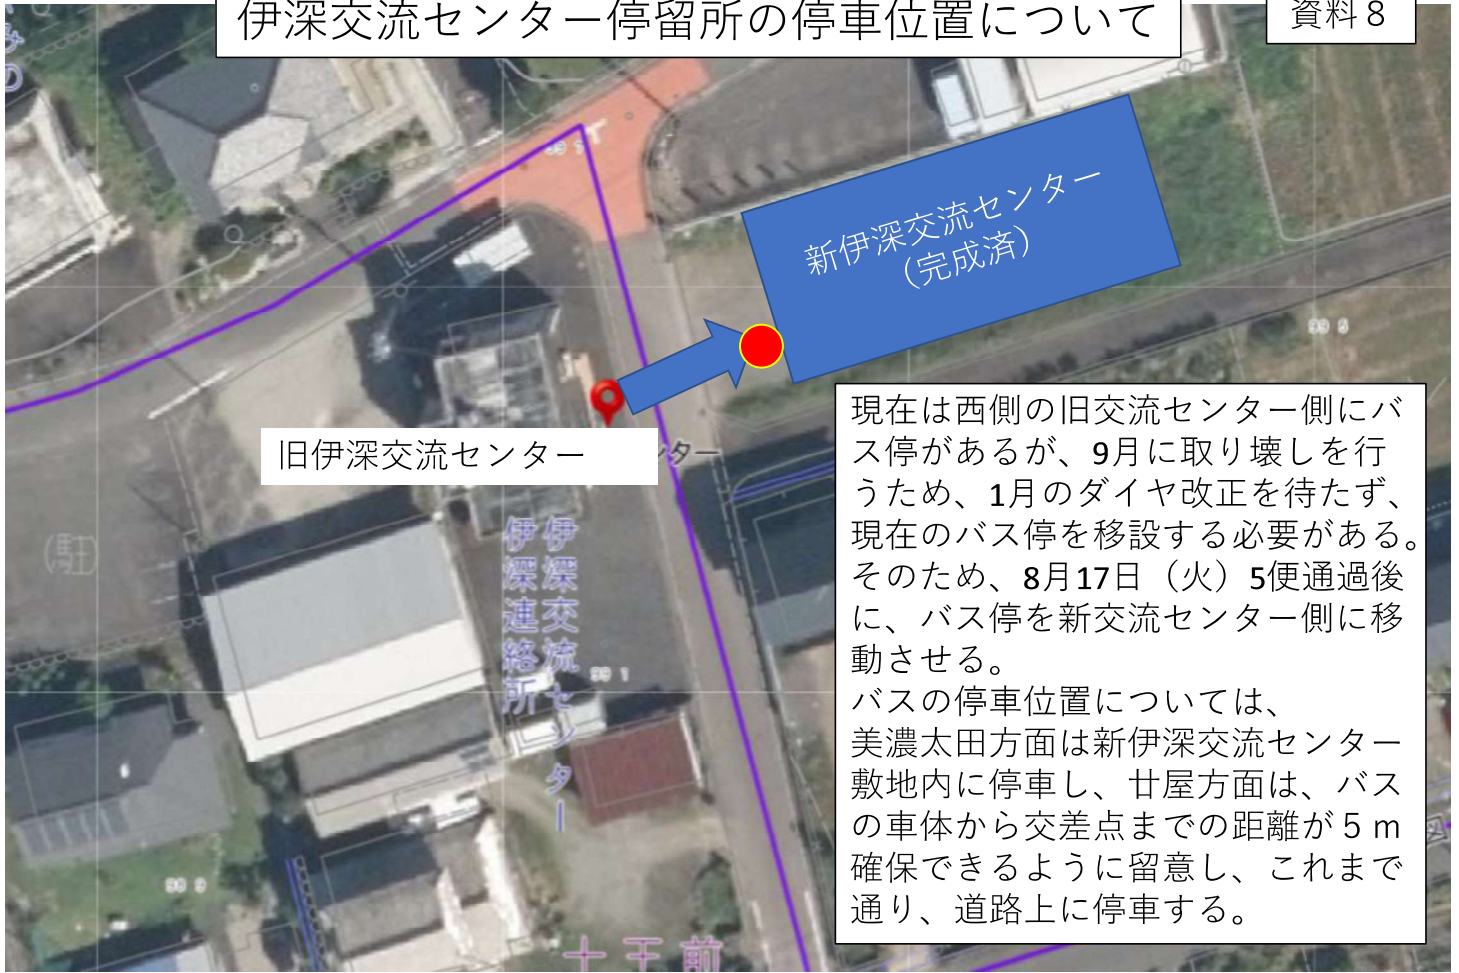 伊深交流センター停留所の停車位置について
資料８
新伊深交流センター
（完成済）
旧伊深交流センター
ター
現在は西側の旧交流センター側にバ
ス停があるが、9月に取り壊しを行
うため、1月のダイヤ改正を待たず、
現在のバス停を移設する必要がある。
そのため、8月17日（火）5便通過後
に、バス停を新交流センター側に移
動させる。
バスの停車位置については、
美濃太田方面は新伊深交流センター
敷地内に停車し、廿屋方面は、バス
の車体から交差点までの距離が５ｍ
確保できるように留意し、これまで
通り、道路上に停車する。
(駐)
伊深交流センター
伊深連絡所
99 5
99 1
99 9
十王前